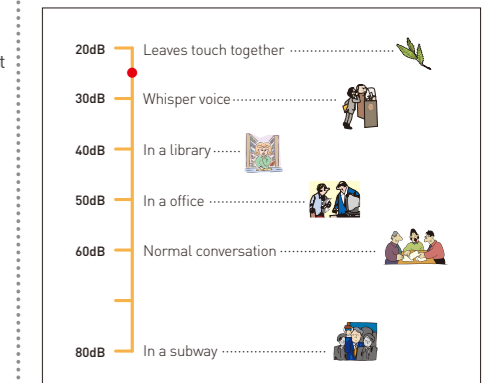 t
20dB Leaves touch together
30dB Whisper voice
40dB In a library
50dB In a office
60dB Normal conversation
80dB In a subway